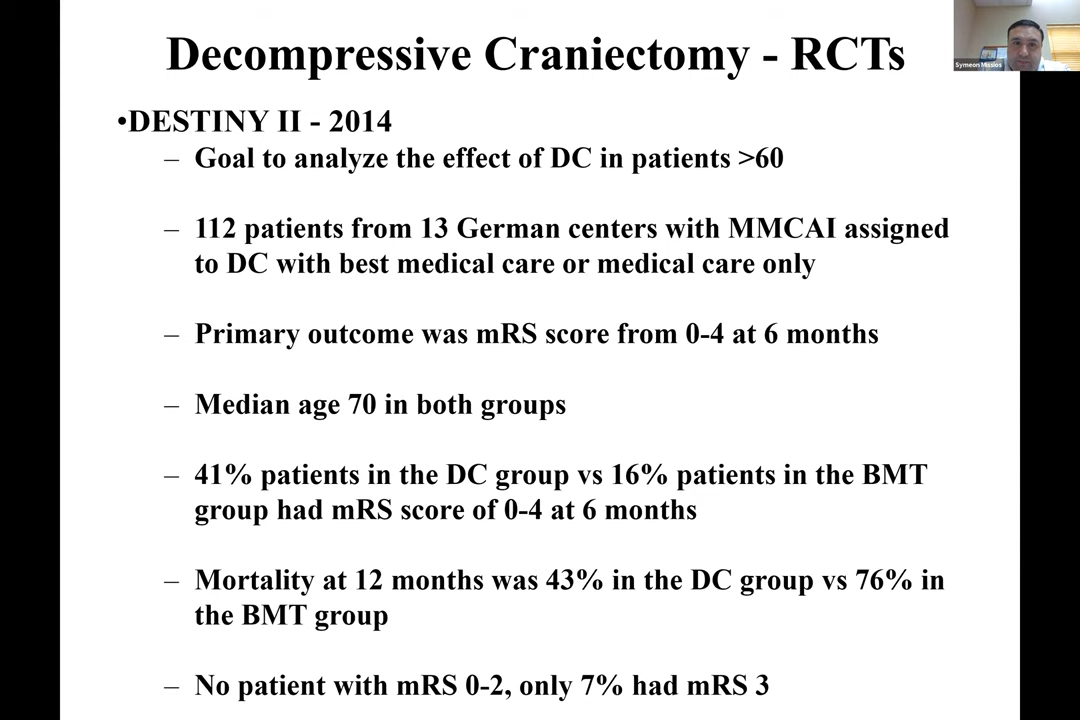 Decompressive Craniectomy - RCTs
Symeon Missios
•DESTINY II - 2014
– Goal to analyze the effect of DC in patients >60
– 112 patients from 13 German centers with MMCAI assigned
to DC with best medical care or medical care only
– Primary outcome was mRS score from 0-4 at 6 months
– Median age 70 in both groups
– 41% patients in the DC group vs 16% patients in the BMT
group had mRS score of 0-4 at 6 months
– Mortality at 12 months was 43% in the DC group vs 76% in
the BMT group
– No patient with mRS 0-2, only 7% had mRS 3